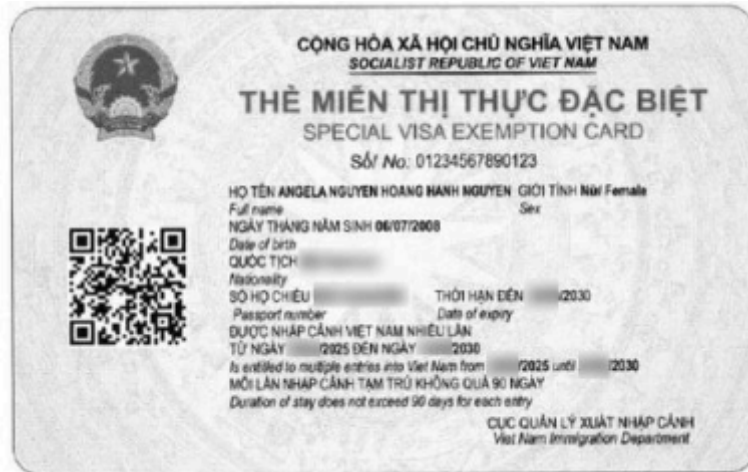 CỘNG HÒA XÃ HỘI CHỦ NGHĨA VIỆT NAM
SOCIALIST REPUBLIC OF VIET NAM
THẺ MIỄN THỊ THỰC ĐẶC BIỆT
SPECIAL VISA EXEMPTION CARD
SỐ/ No: 01234567890123
HỌ TÊN ANGELA NGUYEN HOANG HANH NGUYEN GIỚI TÍNH Nữ/ Female
Full name Sex
NGÀY THÁNG NĂM SINH 06/07/2008
Date of birth
QUỐC TỊCH
Nationality
SỐ HỘ CHIẾU THỜI HẠN ĐẾN /2030
Passport number Date of expiry
ĐƯỢC NHẬP CẢNH VIỆT NAM NHIỀU LẦN
TỪ NGÀY /2025 ĐẾN NGÀY 2030
Is entitled to multiple entries into Viet Nam from /2025 until /2030
MỖI LẦN NHẬP CẢNH TẠM TRÚ KHÔNG QUÁ 90 NGÀY
Duration of stay does not exceed 90 days for each entry
CỤC QUẢN LÝ XUẤT NHẬP CẢNH
Viet Nam Immigration Department